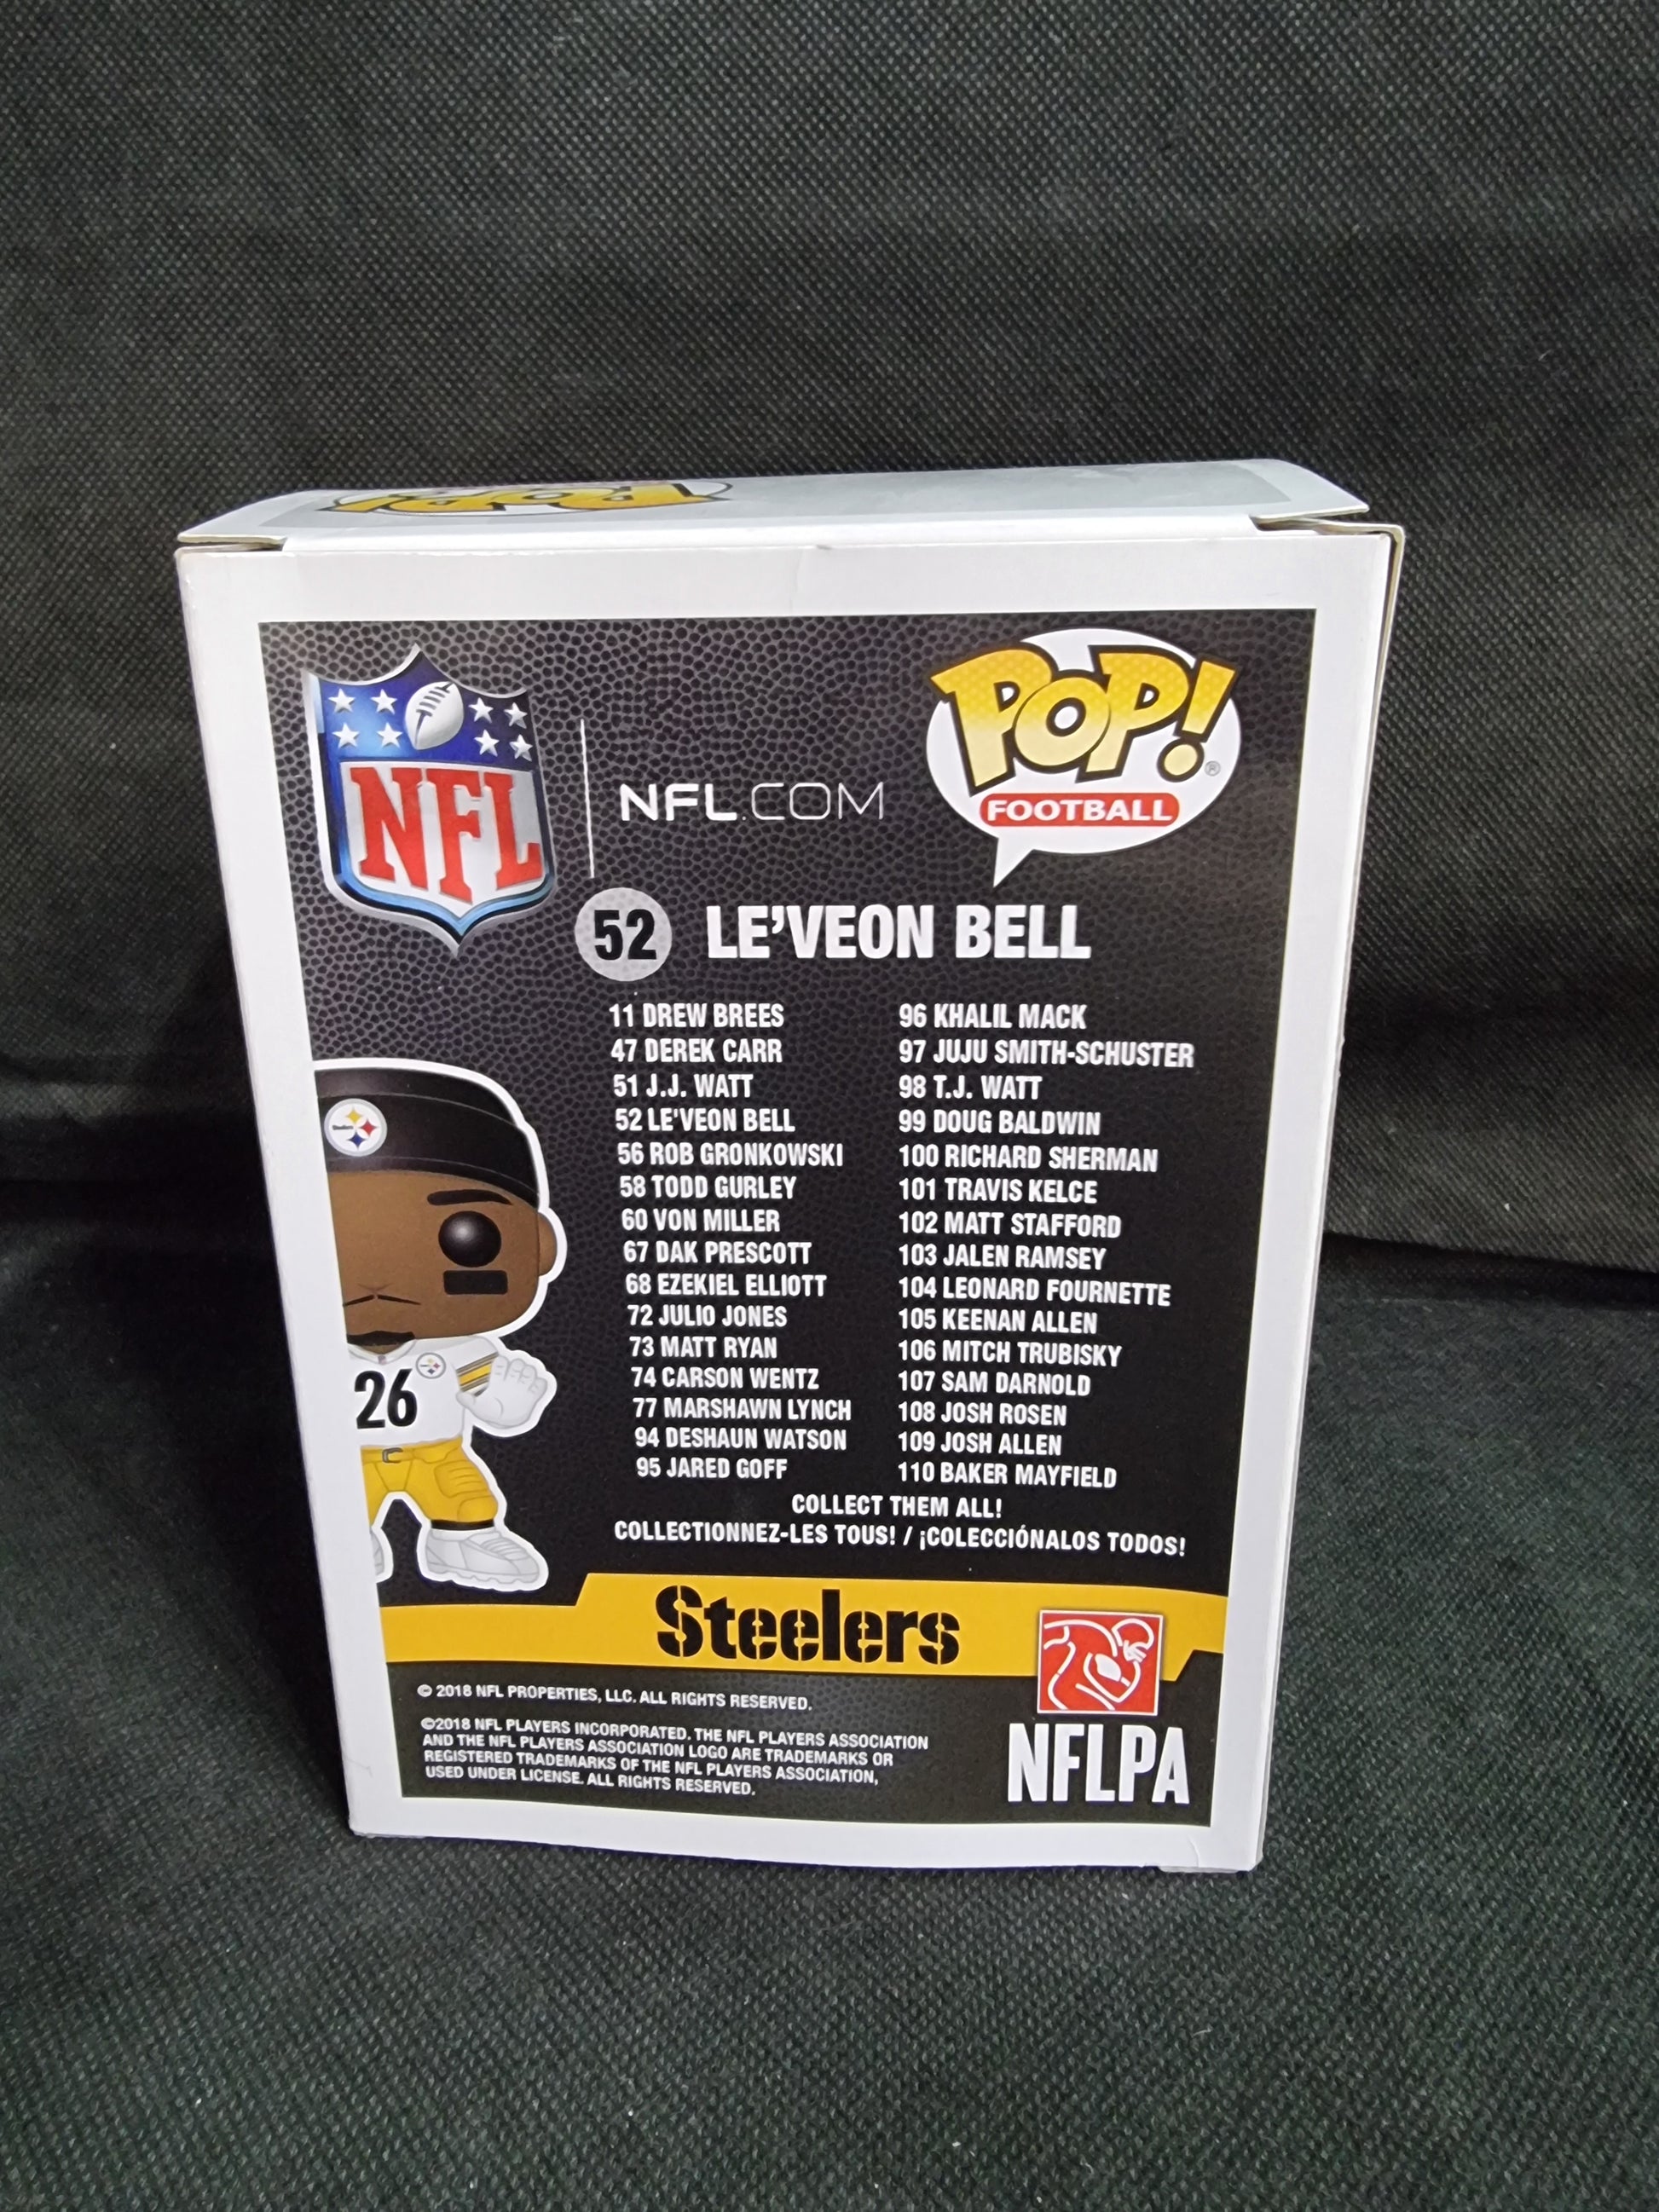 POP!
NFL
NFL.COM
POP!®
FOOTBALL
52 LE'VEON BELL
11 DREW BREES
47 DEREK CARR
51 J.J. WATT
52 LE'VEON BELL
56 ROB GRONKOWSKI
58 TODD GURLEY
60 VON MILLER
67 DAK PRESCOTT
68 EZEKIEL ELLIOTT
72 JULIO JONES
73 MATT RYAN
74 CARSON WENTZ
77 MARSHAWN LYNCH
94 DESHAUN WATSON
95 JARED GOFF
96 KHALIL MACK
97 JUJU SMITH-SCHUSTER
98 T.J. WATT
99 DOUG BALDWIN
100 RICHARD SHERMAN
101 TRAVIS KELCE
102 MATT STAFFORD
103 JALEN RAMSEY
104 LEONARD FOURNETTE
105 KEENAN ALLEN
106 MITCH TRUBISKY
107 SAM DARNOLD
108 JOSH ROSEN
109 JOSH ALLEN
110 BAKER MAYFIELD
COLLECT THEM ALL!
COLLECTIONNEZ-LES TOUS! / ¡COLECCIÓNALOS TODOS!
Steelers
26
Steelers
© 2018 NFL PROPERTIES, LLC. ALL RIGHTS RESERVED.
©2018 NFL PLAYERS INCORPORATED. THE NFL PLAYERS ASSOCIATION
AND THE NFL PLAYERS ASSOCIATION LOGO ARE TRADEMARKS OR
REGISTERED TRADEMARKS OF THE NFL PLAYERS ASSOCIATION,
USED UNDER LICENSE. ALL RIGHTS RESERVED.
NFLPA